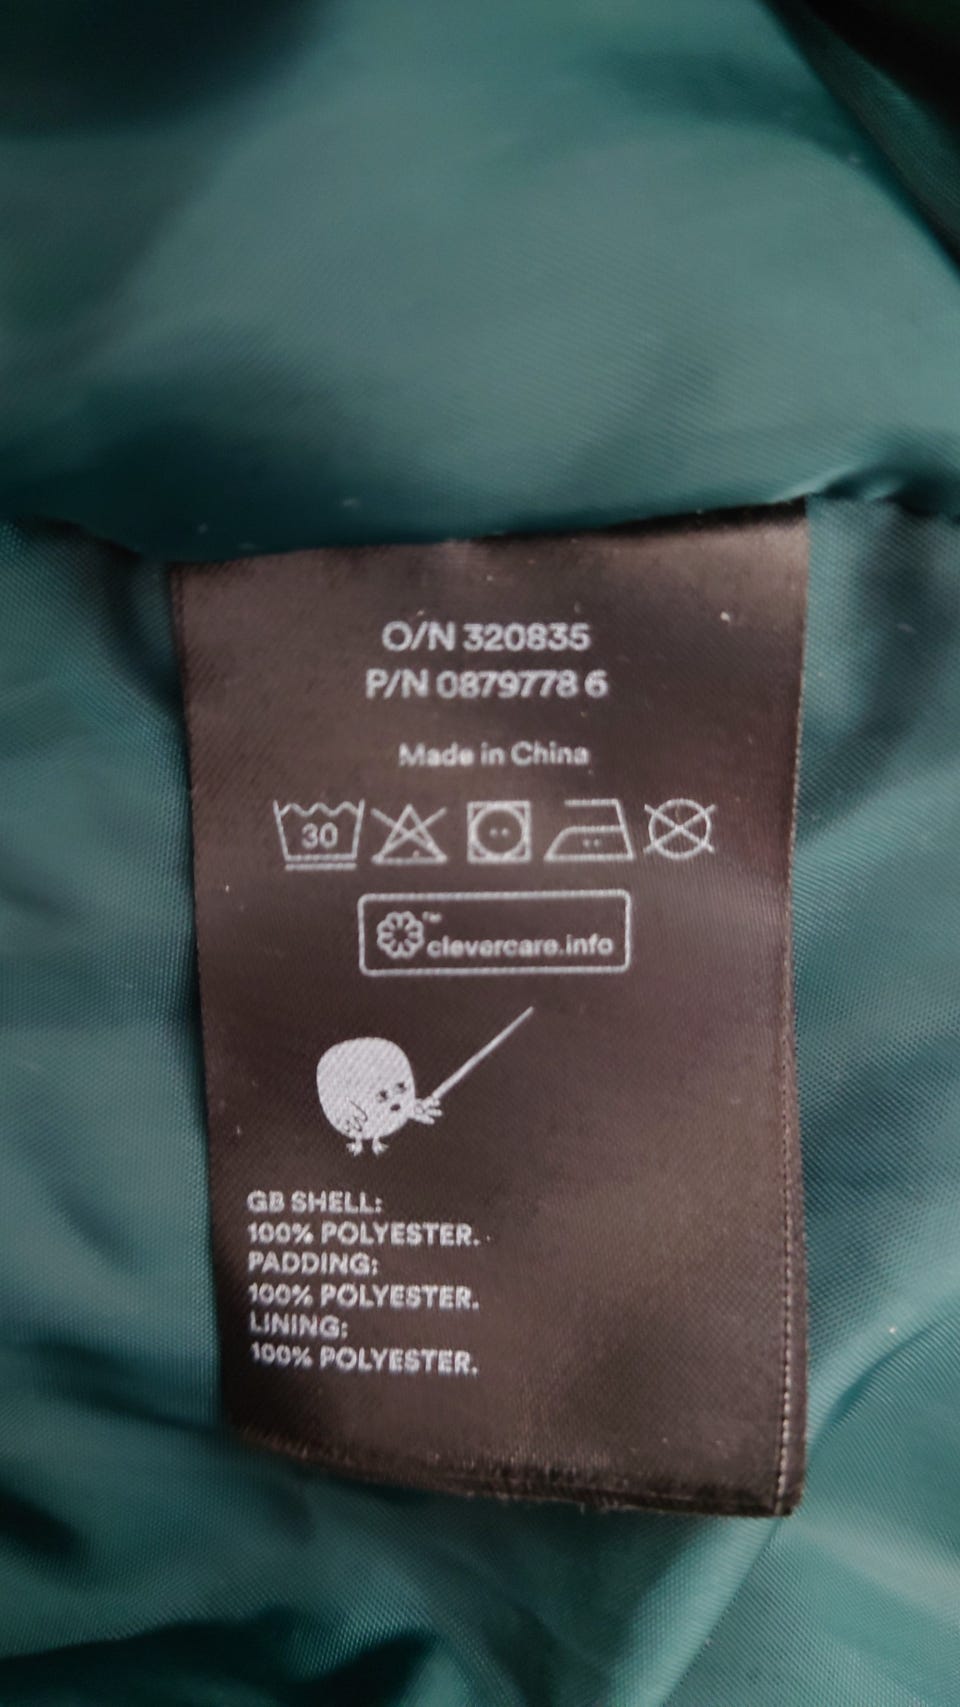 O/N 320835
P/N 0879778 6
Made in China
30
™
clevercare.info
GB SHELL:
100% POLYESTER.
PADDING:
100% POLYESTER.
LINING:
100% POLYESTER.